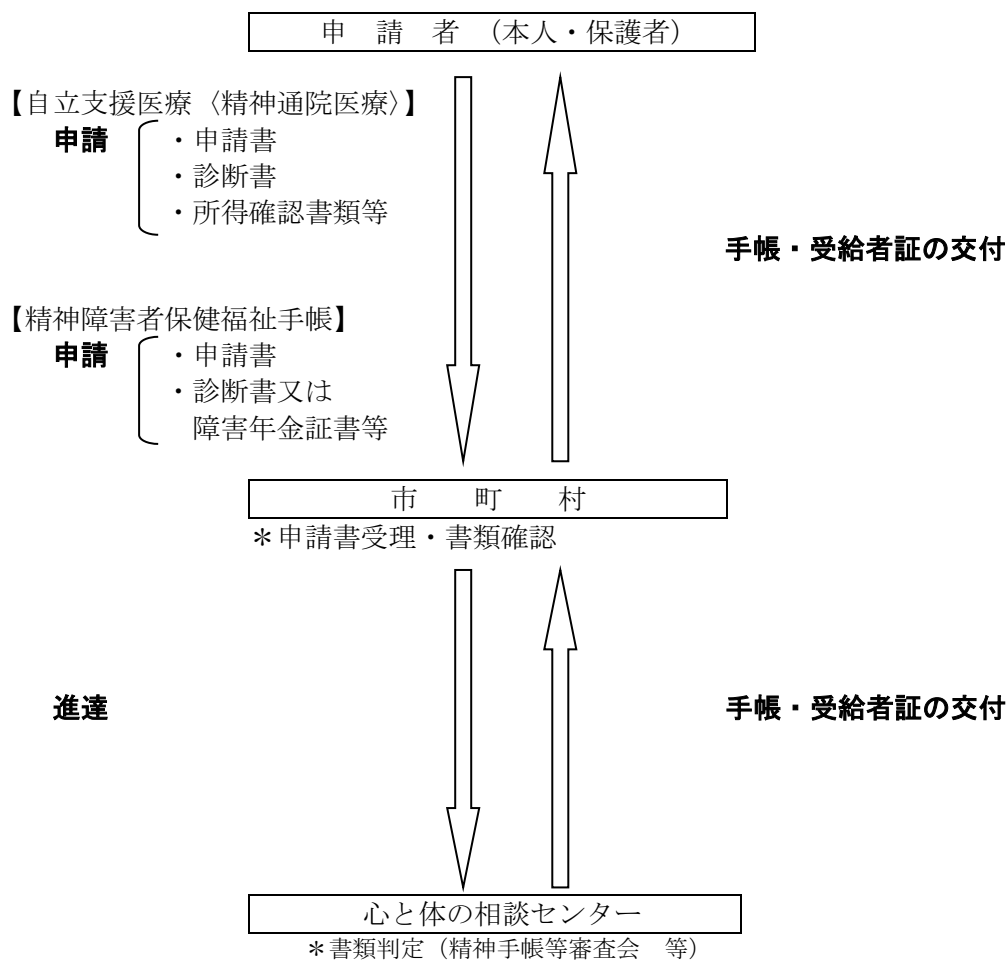 申　請　者　（本人・保護者）
【自立支援医療〈精神通院医療〉】
申請
・申請書
・診断書
・所得確認書類等
手帳・受給者証の交付
【精神障害者保健福祉手帳】
申請
・申請書
・診断書又は
障害年金証書等
市　町　村
＊申請書受理・書類確認
進達
手帳・受給者証の交付
心と体の相談センター
＊書類判定（精神手帳等審査会　等）